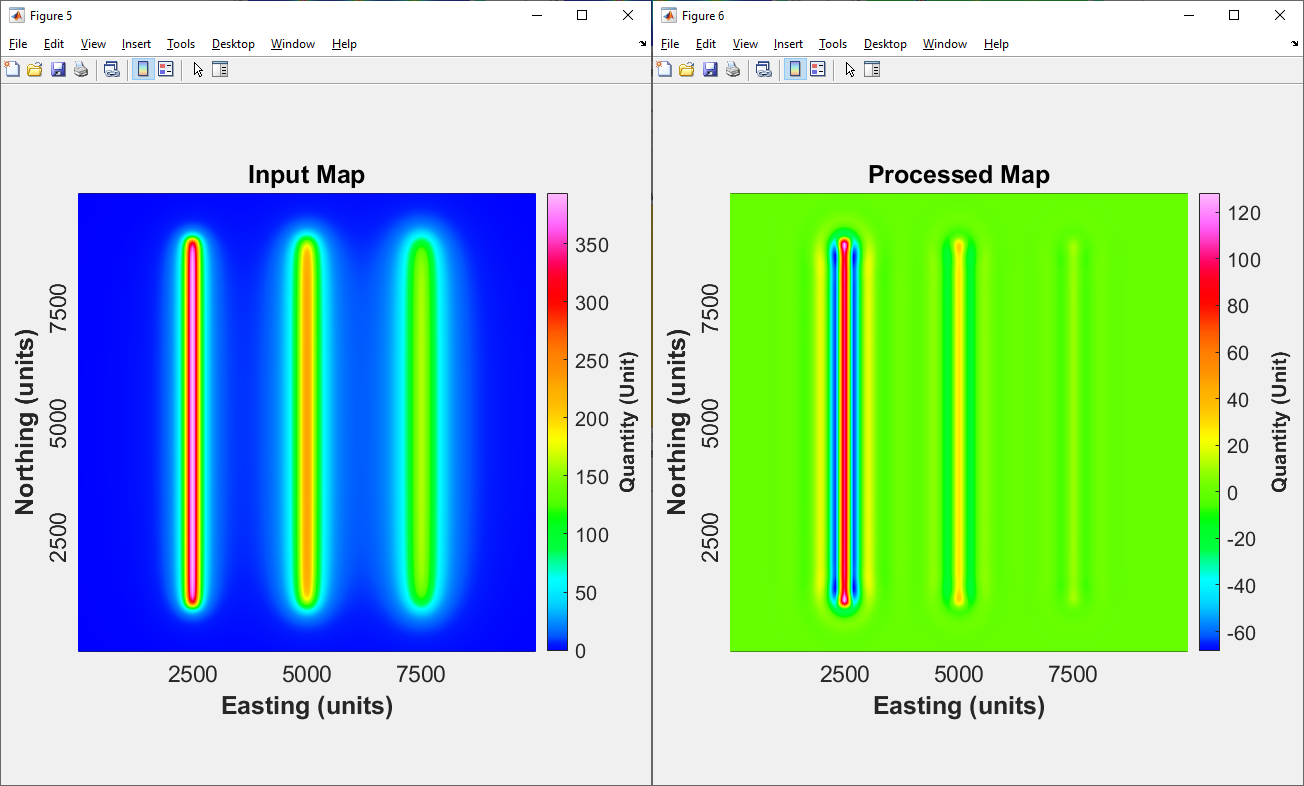 Figure 5
File Edit View Insert Tools Desktop Window Help
Input Map
350
300
250
200
150
100
50
0
Quantity (Unit)
7500
5000
2500
Northing (units)
2500 5000 7500
Easting (units)
Figure 6
File Edit View Insert Tools Desktop Window Help
Processed Map
120
100
80
60
40
20
0
-20
-40
-60
Quantity (Unit)
7500
5000
2500
Northing (units)
2500 5000 7500
Easting (units)